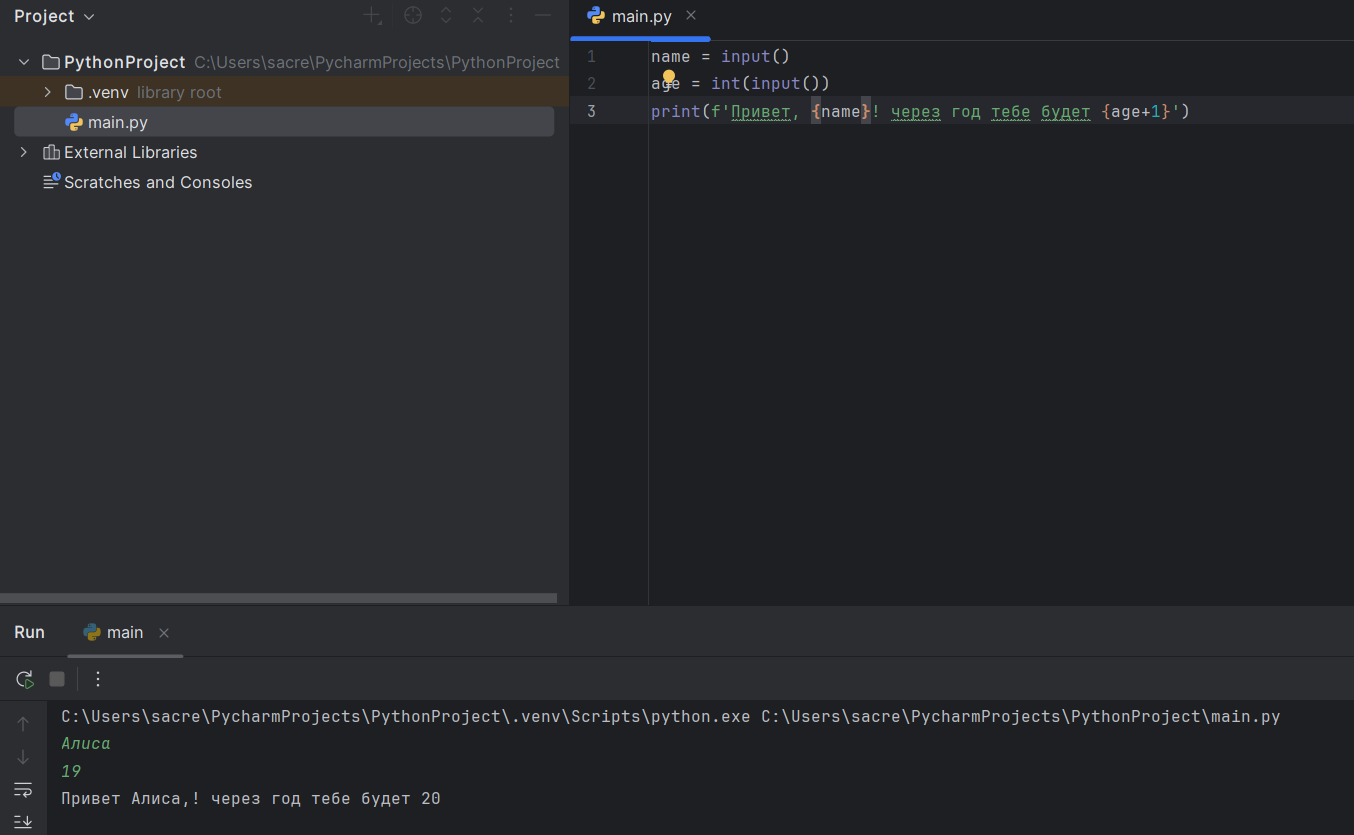 Project
PythonProject C:\Users\sacre\PycharmProjects\PythonProject
.venv library root
main.py
External Libraries
Scratches and Consoles
main.py
1 name = input()
2 age = int(input())
3 print(f'Привет, {name}! через год тебе будет {age+1}')
Run main
C:\Users\sacre\PycharmProjects\PythonProject\.venv\Scripts\python.exe C:\Users\sacre\PycharmProjects\PythonProject\main.py
Алиса
19
Привет Алиса,! через год тебе будет 20